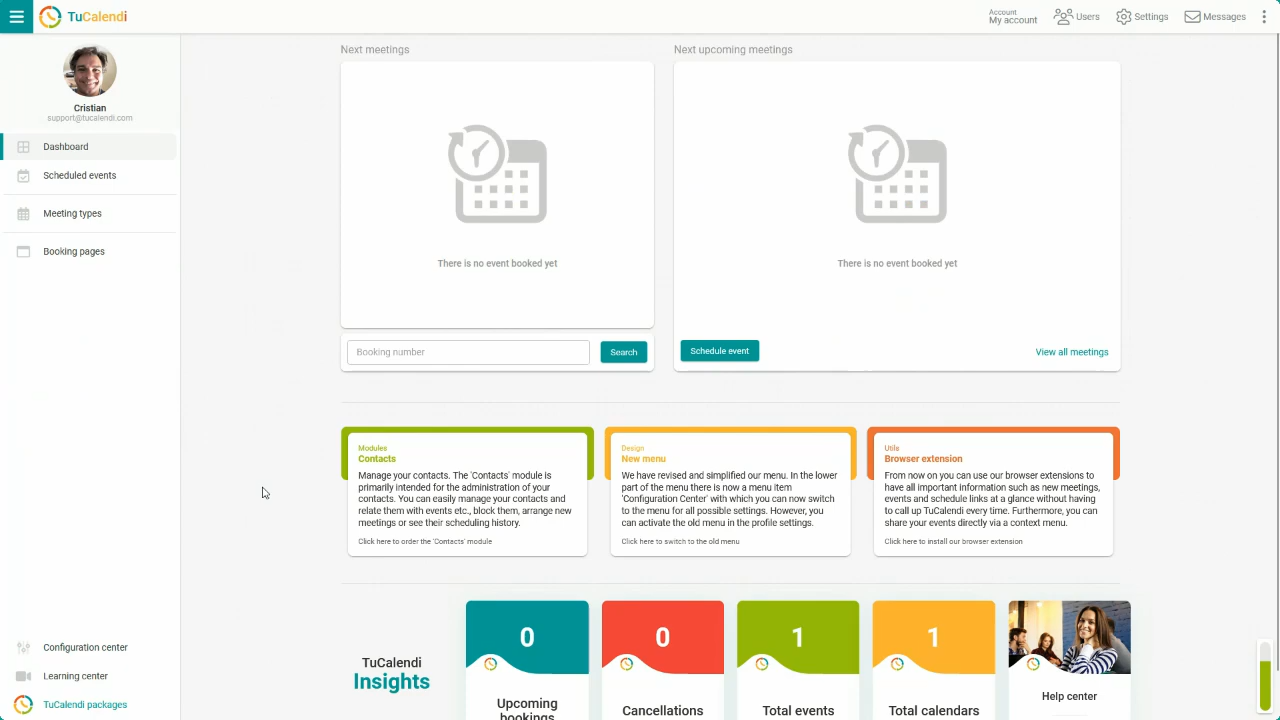 TuCalendi
Account
My account
Users
Settings
Messages
Cristian
support@tucalendi.com
Dashboard
Scheduled events
Meeting types
Booking pages
Configuration center
Learning center
TuCalendi packages
Next meetings
There is no event booked yet
Booking number
Search
Next upcoming meetings
There is no event booked yet
Schedule event
View all meetings
Modules
Contacts
Manage your contacts. The 'Contacts' module is
primarily intended for the administration of your
contacts. You can easily manage your contacts and
relate them with events etc., block them, arrange new
meetings or see their scheduling history.
Click here to order the 'Contacts' module
Design
New menu
We have revised and simplified our menu. In the lower
part of the menu there is now a menu item
'Configuration Center' with which you can now switch
to the menu for all possible settings. However, you
can activate the old menu in the profile settings.
Click here to switch to the old menu
Utils
Browser extension
From now on you can use our browser extensions to
have all important information such as new meetings,
events and schedule links at a glance without having
to call up TuCalendi every time. Furthermore, you can
share your events directly via a context menu.
Click here to install our browser extension
TuCalendi
Insights
0
Upcoming
bookings
0
Cancellations
1
Total events
1
Total calendars
Help center